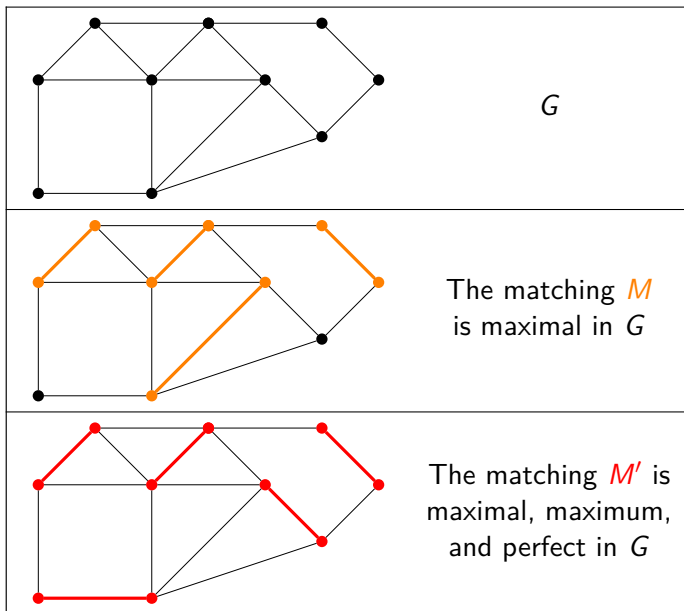 G
The matching M
is maximal in G
The matching M′ is
maximal, maximum,
and perfect in G